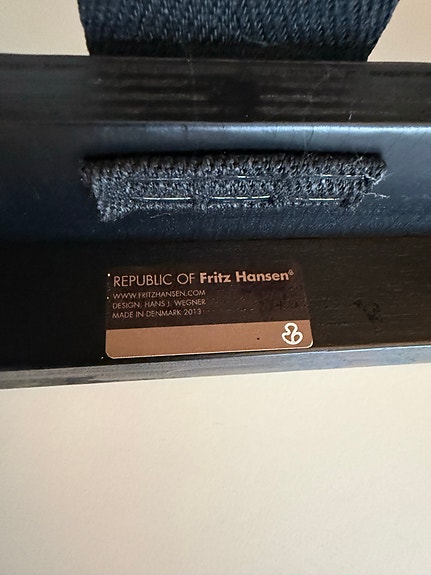 REPUBLIC OF Fritz Hansen®
WWW.FRITZHANSEN.COM
DESIGN: HANS J. WEGNER
MADE IN DENMARK 2013